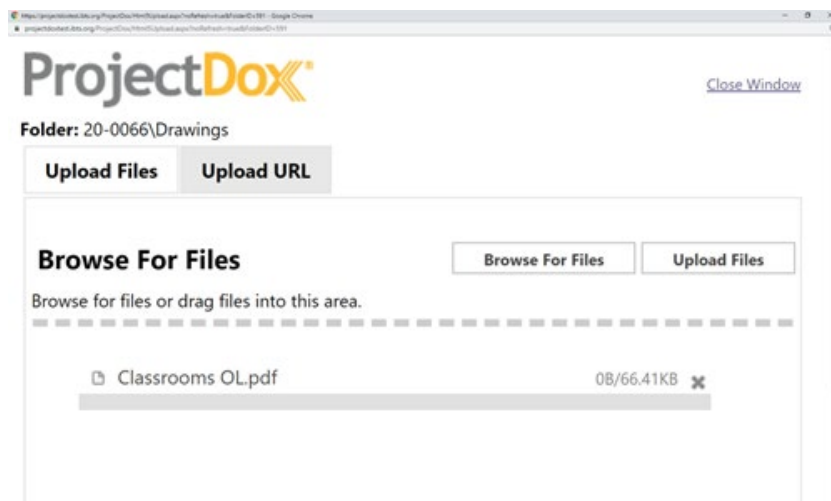 ProjectDox
Close Window
Folder: 20-0066\Drawings
Upload Files Upload URL
Browse For Files Browse For Files Upload Files
Browse for files or drag files into this area.
Classrooms OL.pdf 0B/66.41KB